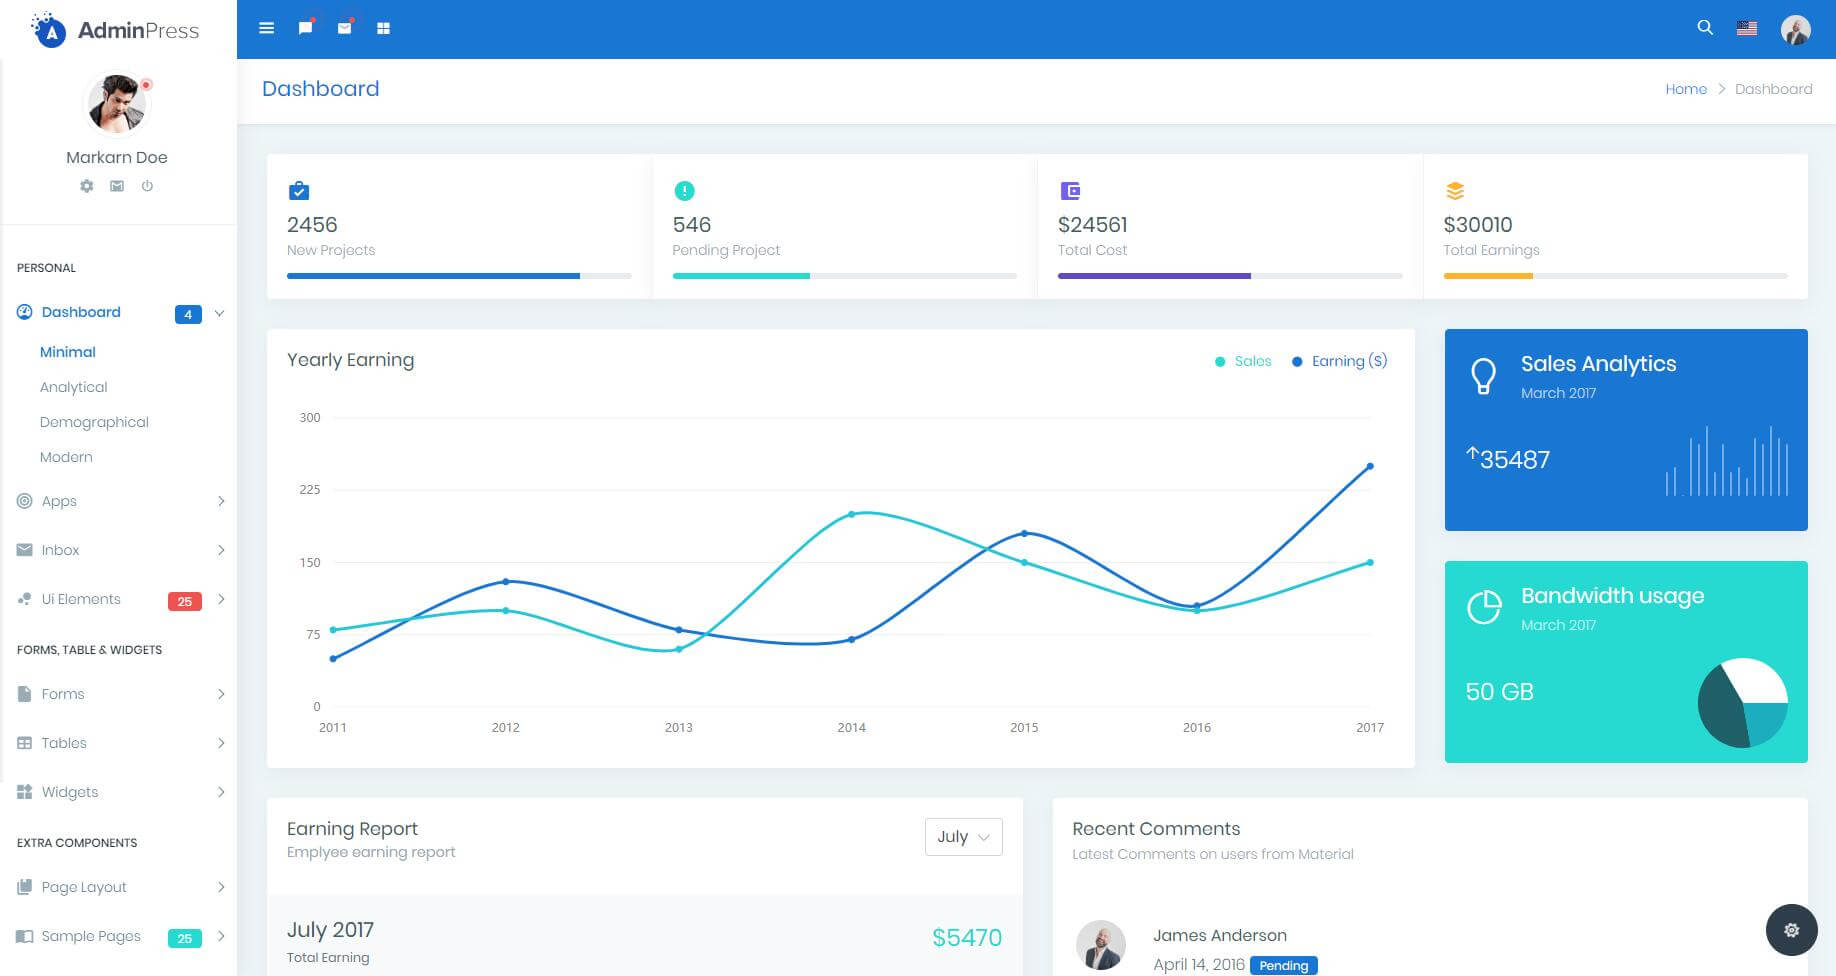 AdminPress
Markarn Doe
PERSONAL
Dashboard 4
Minimal
Analytical
Demographical
Modern
Apps
Inbox
Ui Elements 25
FORMS, TABLE & WIDGETS
Forms
Tables
Widgets
EXTRA COMPONENTS
Page Layout
Sample Pages 25
Dashboard
Home > Dashboard
2456
New Projects
546
Pending Project
$24561
Total Cost
$30010
Total Earnings
Yearly Earning
Sales Earning ($)
300
225
150
75
0
2011 2012 2013 2014 2015 2016 2017
Sales Analytics
March 2017
↑35487
Bandwidth usage
March 2017
50 GB
Earning Report
Emplyee earning report
July
July 2017
Total Earning
$5470
Recent Comments
Latest Comments on users from Material
James Anderson
April 14, 2016 Pending